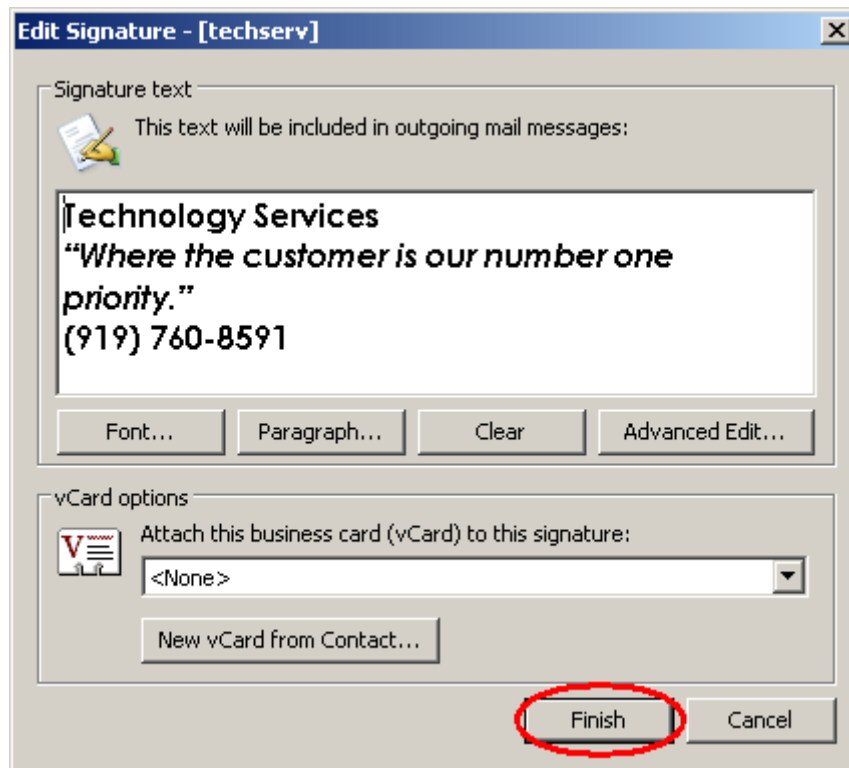 Edit Signature - [techserv]
Signature text
This text will be included in outgoing mail messages:
Technology Services
“Where the customer is our number one
priority.”
(919) 760-8591
Font... Paragraph... Clear Advanced Edit...
vCard options
Attach this business card (vCard) to this signature:
<None>
New vCard from Contact...
Finish Cancel